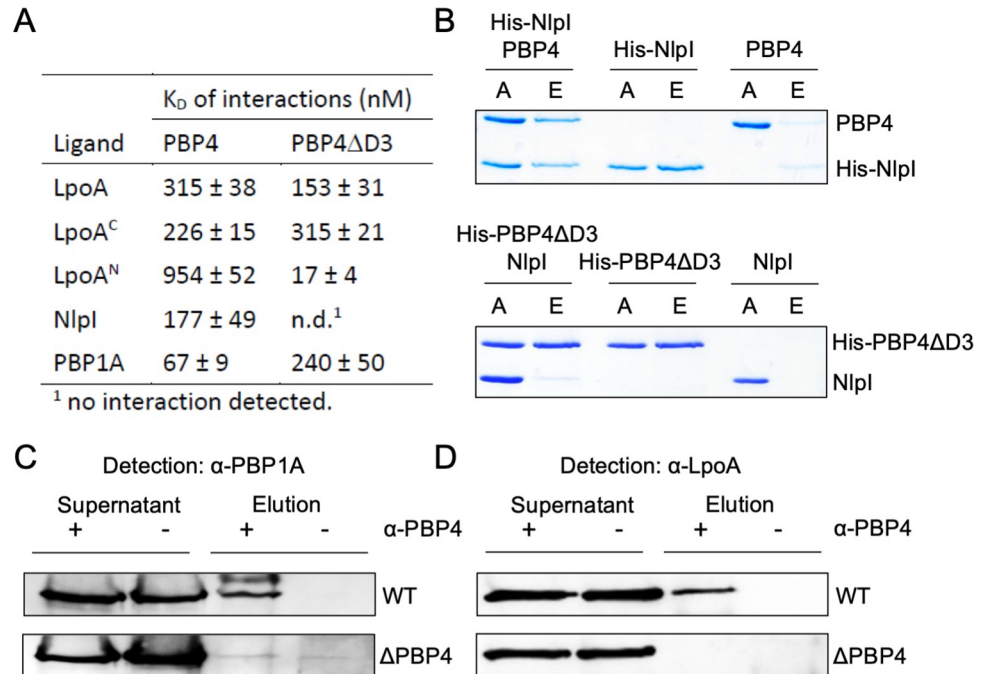 A
K_D of interactions (nM)
Ligand PBP4 PBP4ΔD3
LpoA 315 ± 38 153 ± 31
LpoA^C 226 ± 15 315 ± 21
LpoA^N 954 ± 52 17 ± 4
NlpI 177 ± 49 n.d.¹
PBP1A 67 ± 9 240 ± 50
¹ no interaction detected.
B
His-NlpI
PBP4 His-NlpI PBP4
A E A E A E
PBP4
His-NlpI
His-PBP4ΔD3
NlpI His-PBP4ΔD3 NlpI
A E A E A E
His-PBP4ΔD3
NlpI
C
Detection: α-PBP1A
Supernatant Elution
+ - + - α-PBP4
WT
ΔPBP4
D
Detection: α-LpoA
Supernatant Elution
+ - + - α-PBP4
WT
ΔPBP4